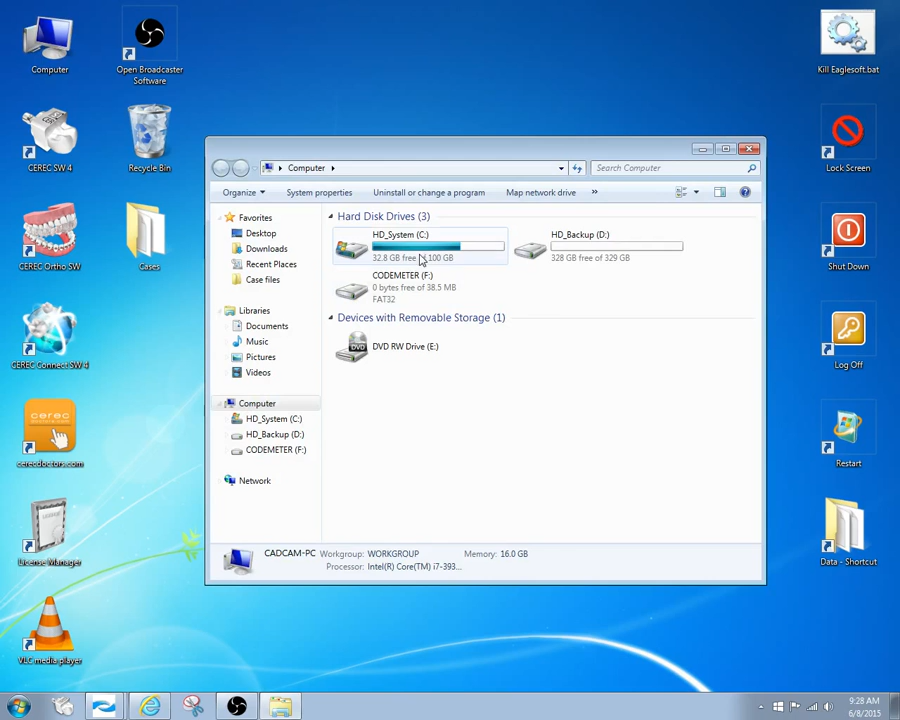 Computer
Open Broadcaster
Software
Kill Eaglesoft.bat
CEREC SW 4
Recycle Bin
Lock Screen
CEREC Ortho SW
Cases
Shut Down
CEREC Connect SW 4
Log Off
cerec
doctors.com
cerecdoctors.com
Restart
License Manager
Data - Shortcut
VLC media player
Computer
Search Computer
Organize
System properties
Uninstall or change a program
Map network drive
»
Favorites
Desktop
Downloads
Recent Places
Case files
Libraries
Documents
Music
Pictures
Videos
Computer
HD_System (C:)
HD_Backup (D:)
CODEMETER (F:)
Network
Hard Disk Drives (3)
HD_System (C:)
32.8 GB free of 100 GB
HD_Backup (D:)
328 GB free of 329 GB
CODEMETER (F:)
0 bytes free of 38.5 MB
FAT32
Devices with Removable Storage (1)
DVD
DVD RW Drive (E:)
CADCAM-PC Workgroup: WORKGROUP Memory: 16.0 GB
Processor: Intel(R) Core(TM) i7-393...
9:28 AM
6/8/2015